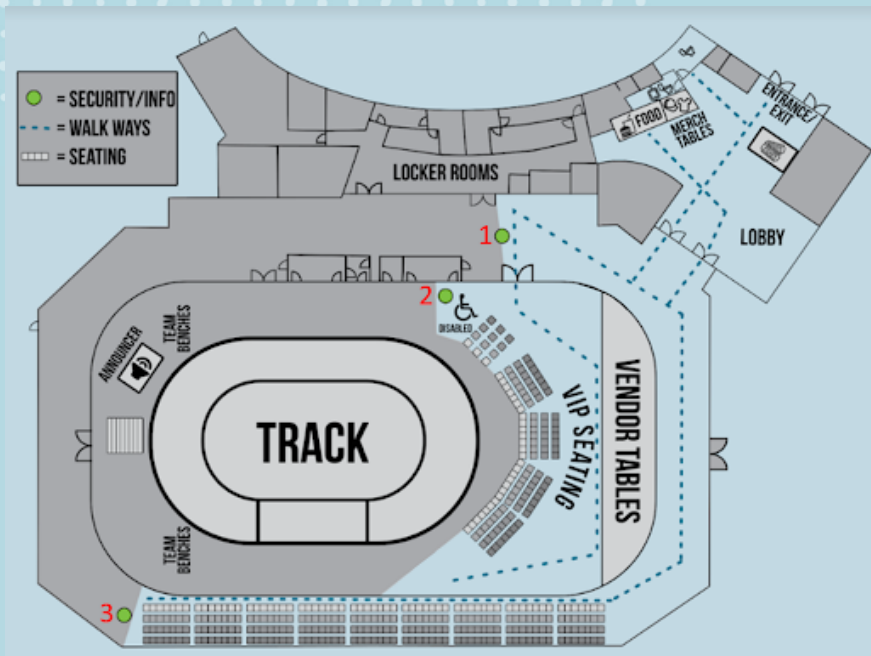 = SECURITY/INFO
= WALK WAYS
= SEATING
ENTRANCE/
EXIT
FOOD
MERCH
TABLES
LOCKER ROOMS
LOBBY
1
2
DISABLED
TEAM
BENCHES
ANNOUNCER
TRACK
VIP SEATING
VENDOR TABLES
TEAM
BENCHES
3